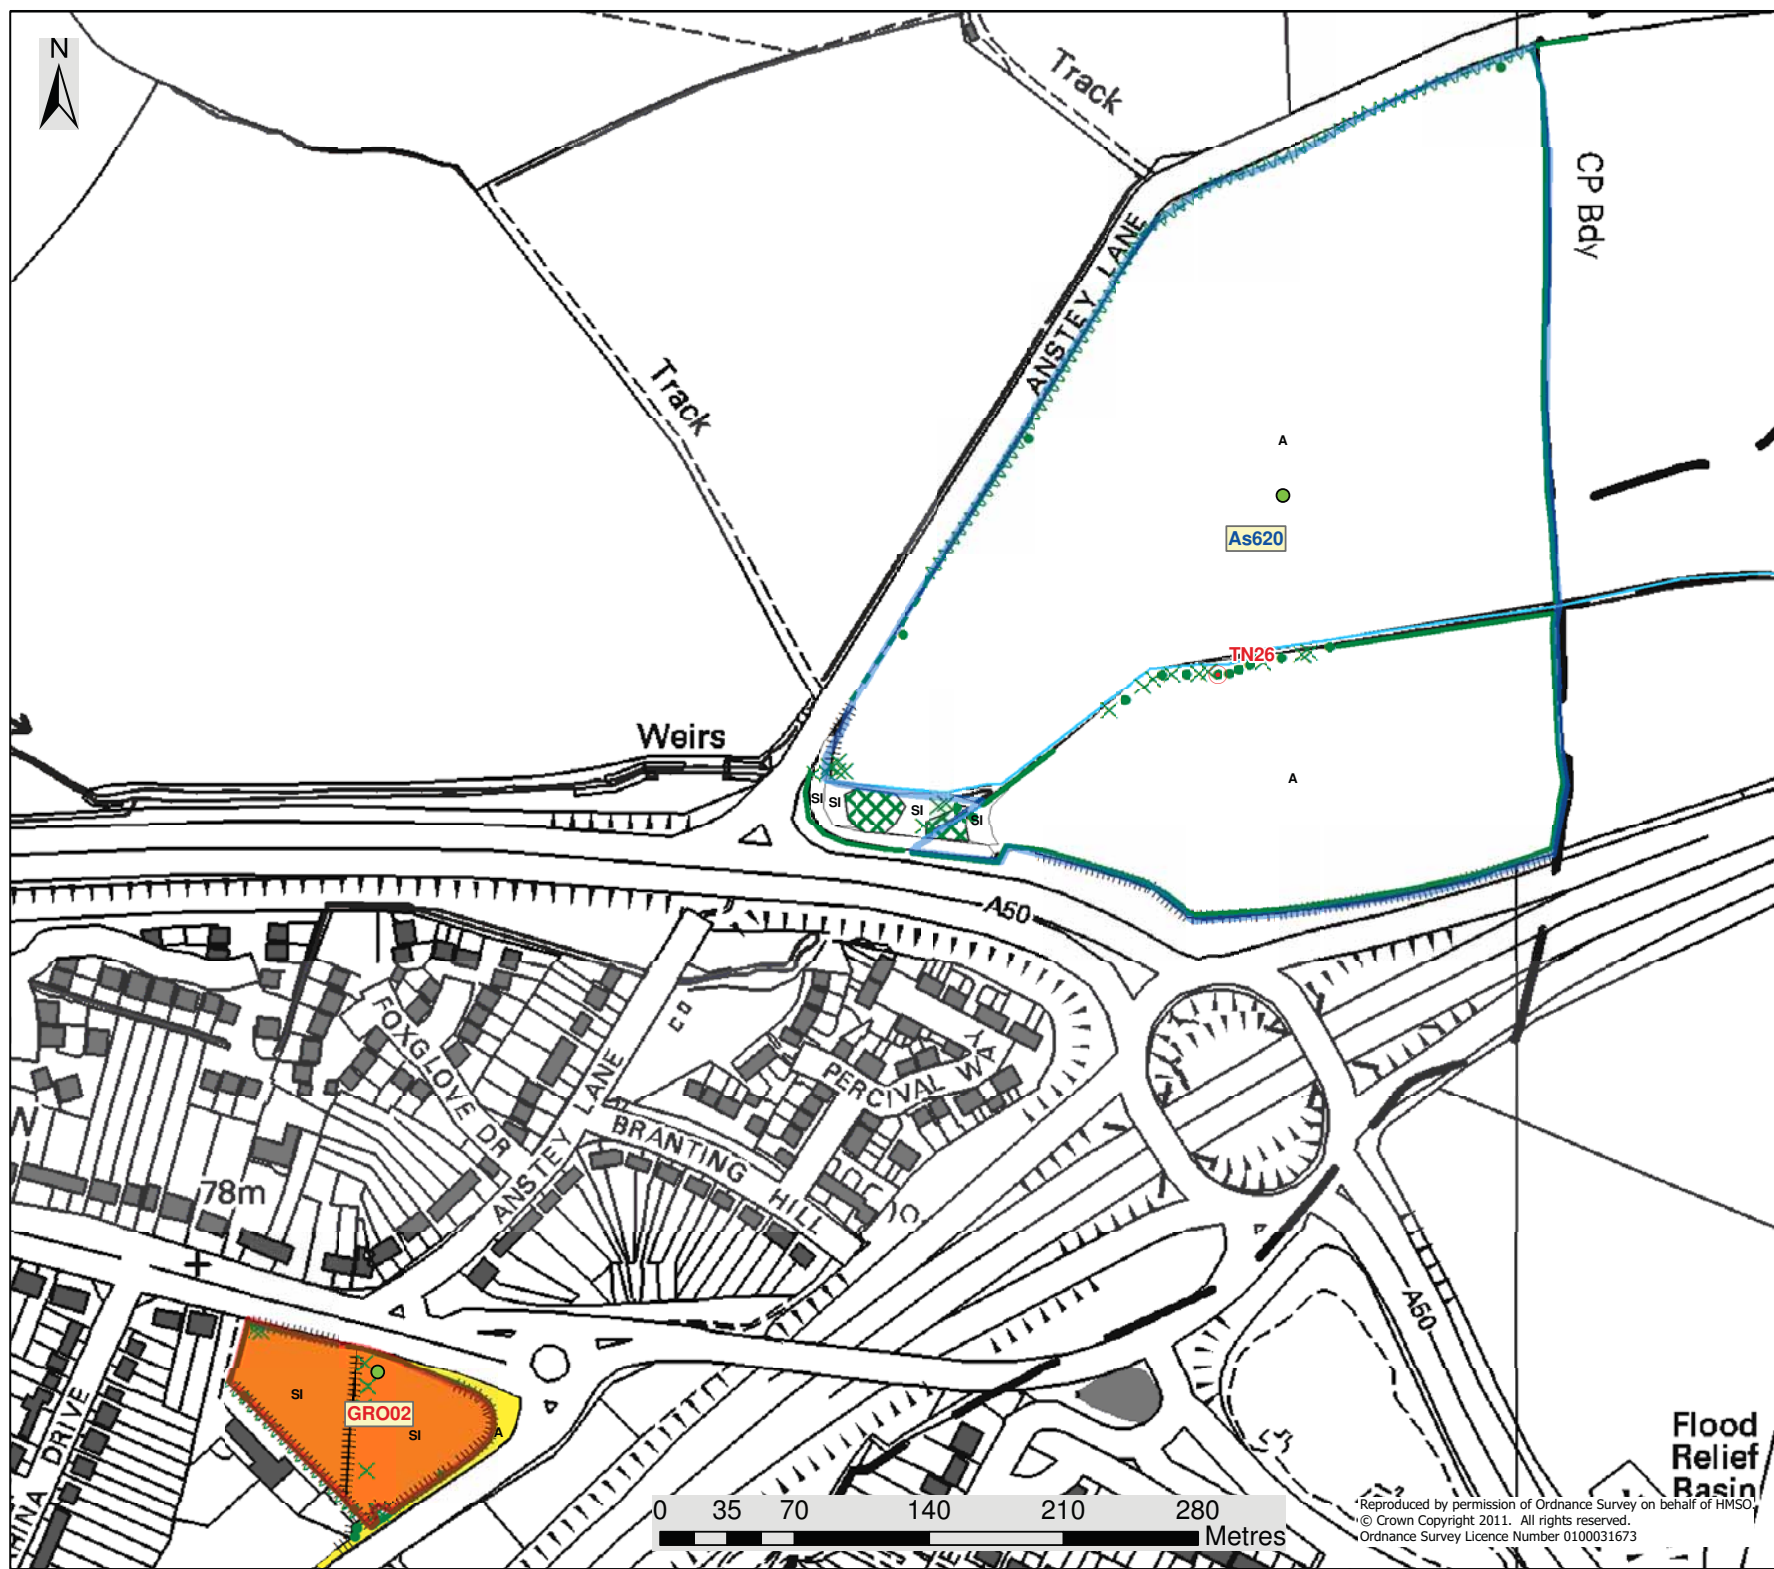 N
Track
CP Bdy
ANSTEY LANE
Track
A
As620
TN26
Weirs
A
SI
SI
SI
SI
A50
FOXGLOVE DR
ANSTEY LANE
PERCIVAL WAY
BRANTING HILL
W
78m
A50
SI
GRO02
SI
A
HINA DRIVE
Flood
Relief
Basin
0 35 70 140 210 280
Metres
Reproduced by permission of Ordnance Survey on behalf of HMSO.
© Crown Copyright 2011. All rights reserved.
Ordnance Survey Licence Number 0100031673